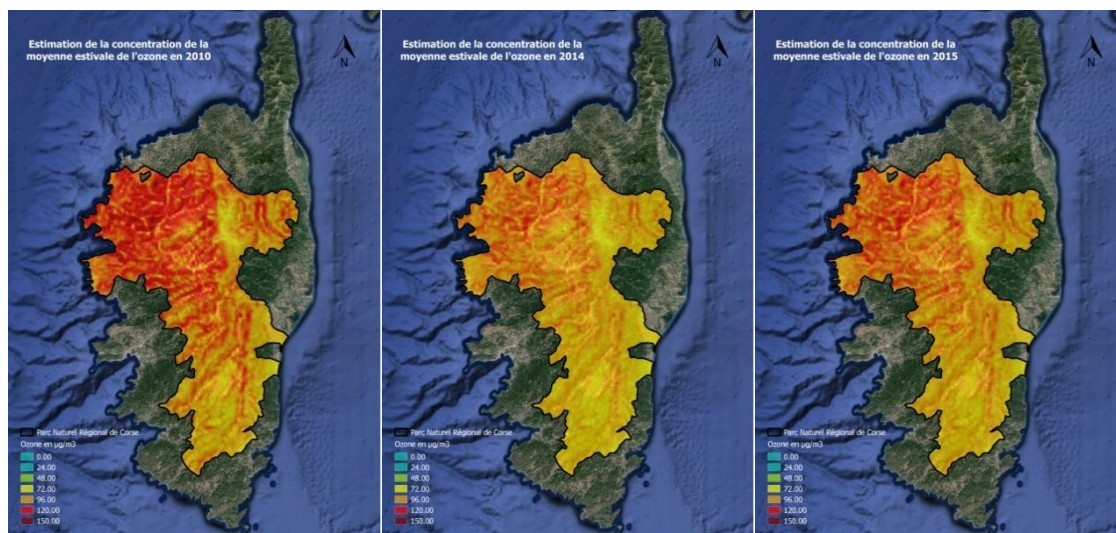 Estimation de la concentration de la
moyenne estivale de l'ozone en 2010
N
Parc Naturel Régional de Corse
Ozone en µg/m3
0.00
24.00
48.00
72.00
96.00
120.00
150.00
Estimation de la concentration de la
moyenne estivale de l'ozone en 2014
N
Parc Naturel Régional de Corse
Ozone en µg/m3
0.00
24.00
48.00
72.00
96.00
120.00
150.00
Estimation de la concentration de la
moyenne estivale de l'ozone en 2015
N
Parc Naturel Régional de Corse
Ozone en µg/m3
0.00
24.00
48.00
72.00
96.00
120.00
150.00